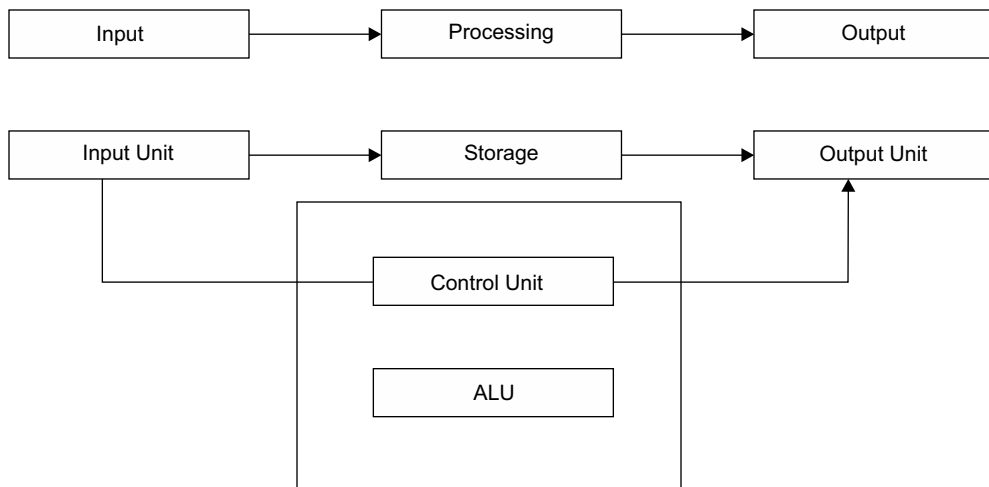 Input
Processing
Output
Input Unit
Storage
Output Unit
Control Unit
ALU